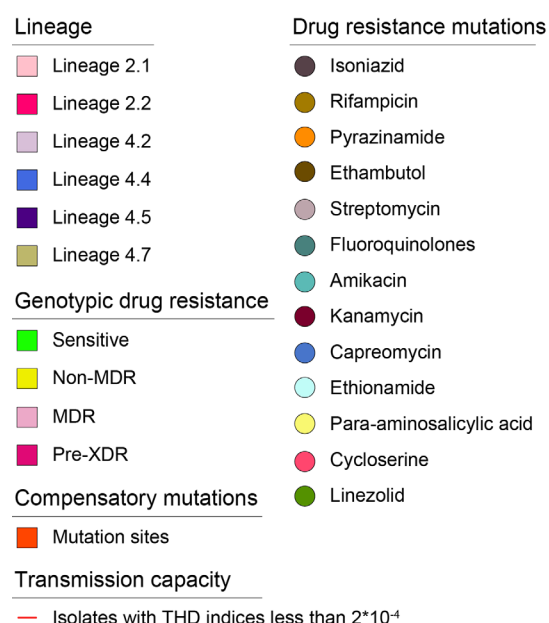 Lineage
Lineage 2.1
Lineage 2.2
Lineage 4.2
Lineage 4.4
Lineage 4.5
Lineage 4.7
Genotypic drug resistance
Sensitive
Non-MDR
MDR
Pre-XDR
Compensatory mutations
Mutation sites
Transmission capacity
Isolates with THD indices less than 2*10-4
Drug resistance mutations
Isoniazid
Rifampicin
Pyrazinamide
Ethambutol
Streptomycin
Fluoroquinolones
Amikacin
Kanamycin
Capreomycin
Ethionamide
Para-aminosalicylic acid
Cycloserine
Linezolid